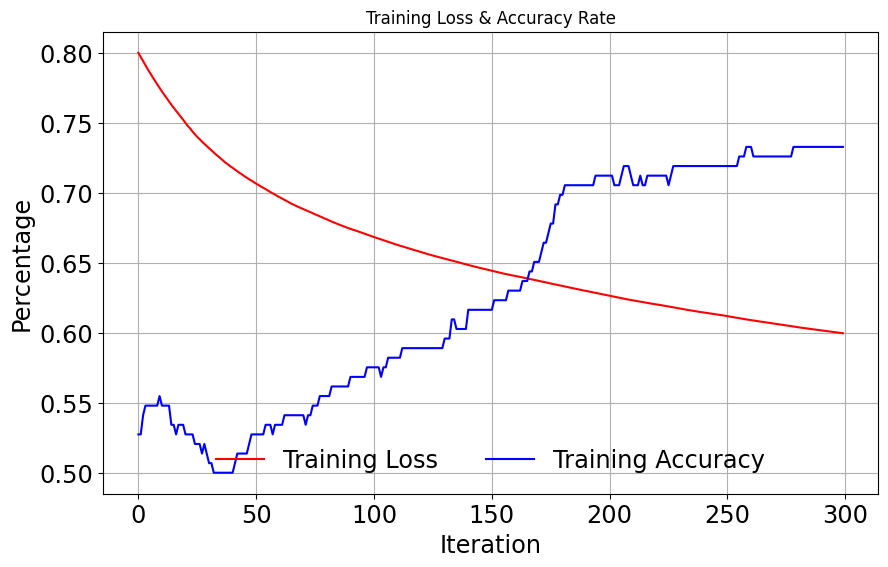 Training Loss & Accuracy Rate
0.80
0.75
0.70
0.65
0.60
0.55
0.50
Percentage
Training Loss
Training Accuracy
0 50 100 150 200 250 300
Iteration